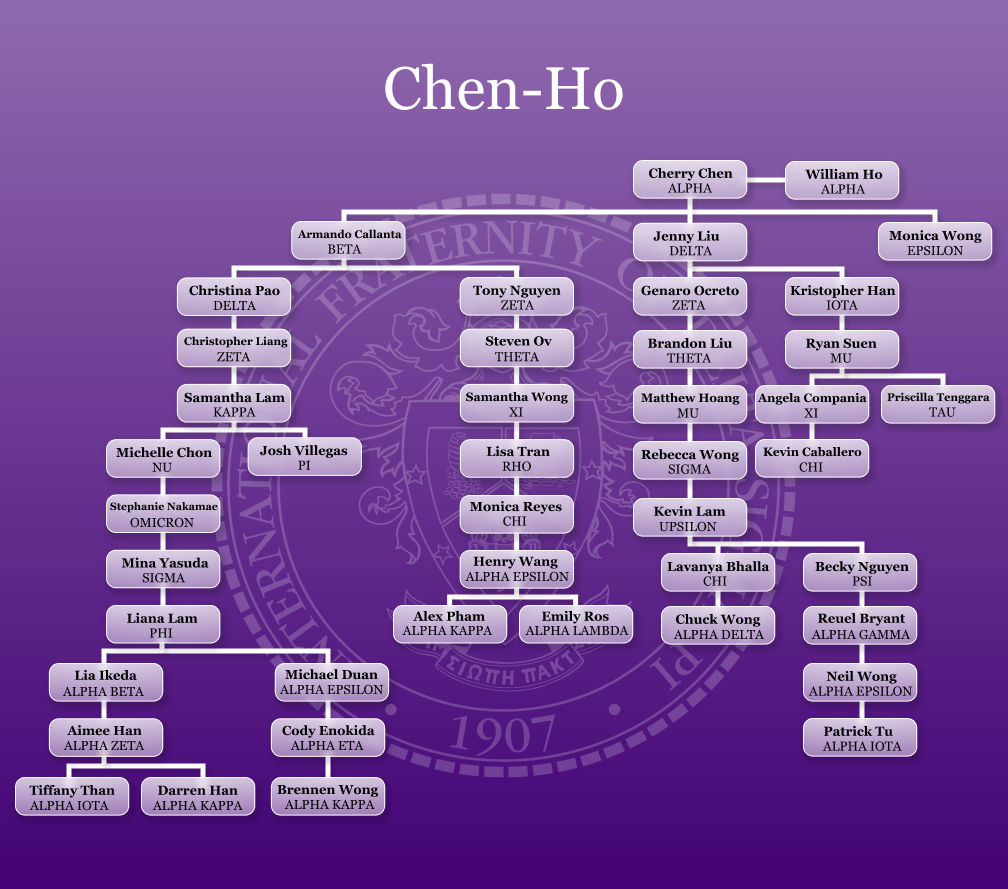 Chen-Ho
Cherry Chen
ALPHA
William Ho
ALPHA
Armando Callanta
BETA
Jenny Liu
DELTA
Monica Wong
EPSILON
Christina Pao
DELTA
Tony Nguyen
ZETA
Genaro Ocreto
ZETA
Kristopher Han
IOTA
Christopher Liang
ZETA
Steven Ov
THETA
Brandon Liu
THETA
Ryan Suen
MU
Samantha Lam
KAPPA
Samantha Wong
XI
Matthew Hoang
MU
Angela Compania
XI
Priscilla Tenggara
TAU
Michelle Chon
NU
Josh Villegas
PI
Lisa Tran
RHO
Rebecca Wong
SIGMA
Kevin Caballero
CHI
Stephanie Nakamae
OMICRON
Monica Reyes
CHI
Kevin Lam
UPSILON
Mina Yasuda
SIGMA
Henry Wang
ALPHA EPSILON
Lavanya Bhalla
CHI
Becky Nguyen
PSI
Liana Lam
PHI
Alex Pham
ALPHA KAPPA
Emily Ros
ALPHA LAMBDA
Chuck Wong
ALPHA DELTA
Reuel Bryant
ALPHA GAMMA
Lia Ikeda
ALPHA BETA
Michael Duan
ALPHA EPSILON
Neil Wong
ALPHA EPSILON
Aimee Han
ALPHA ZETA
Cody Enokida
ALPHA ETA
Patrick Tu
ALPHA IOTA
Tiffany Than
ALPHA IOTA
Darren Han
ALPHA KAPPA
Brennen Wong
ALPHA KAPPA
1907